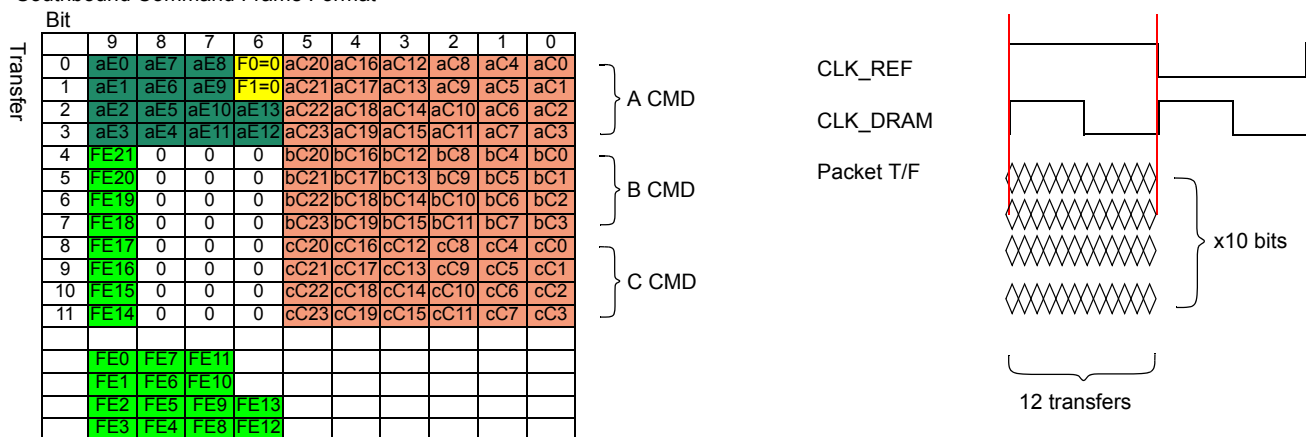 Southbound Command Frame Format
Bit
Transfer
9 8 7 6 5 4 3 2 1 0
0 aE0 aE7 aE8 F0=0 aC20 aC16 aC12 aC8 aC4 aC0
1 aE1 aE6 aE9 F1=0 aC21 aC17 aC13 aC9 aC5 aC1
2 aE2 aE5 aE10 aE13 aC22 aC18 aC14 aC10 aC6 aC2
3 aE3 aE4 aE11 aE12 aC23 aC19 aC15 aC11 aC7 aC3
4 FE21 0 0 0 bC20 bC16 bC12 bC8 bC4 bC0
5 FE20 0 0 0 bC21 bC17 bC13 bC9 bC5 bC1
6 FE19 0 0 0 bC22 bC18 bC14 bC10 bC6 bC2
7 FE18 0 0 0 bC23 bC19 bC15 bC11 bC7 bC3
8 FE17 0 0 0 cC20 cC16 cC12 cC8 cC4 cC0
9 FE16 0 0 0 cC21 cC17 cC13 cC9 cC5 cC1
10 FE15 0 0 0 cC22 cC18 cC14 cC10 cC6 cC2
11 FE14 0 0 0 cC23 cC19 cC15 cC11 cC7 cC3
FE0 FE7 FE11
FE1 FE6 FE10
FE2 FE5 FE9 FE13
FE3 FE4 FE8 FE12
A CMD
B CMD
C CMD
CLK_REF
CLK_DRAM
Packet T/F
x10 bits
12 transfers